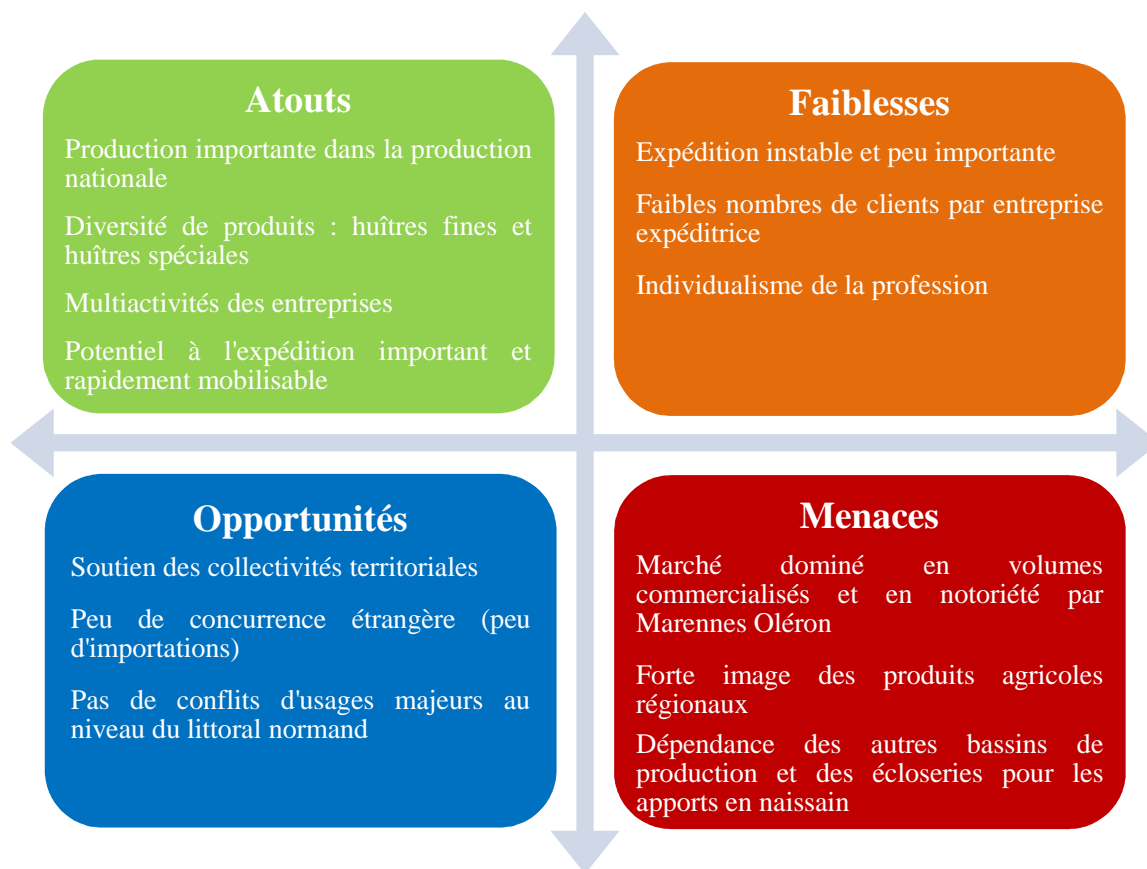 Atouts
Production importante dans la production
nationale
Diversité de produits : huîtres fines et
huîtres spéciales
Multiactivités des entreprises
Potentiel à l'expédition important et
rapidement mobilisable
Faiblesses
Expédition instable et peu importante
Faibles nombres de clients par entreprise
expéditrice
Individualisme de la profession
Opportunités
Soutien des collectivités territoriales
Peu de concurrence étrangère (peu
d'importations)
Pas de conflits d'usages majeurs au
niveau du littoral normand
Menaces
Marché dominé en volumes
commercialisés et en notoriété par
Marennes Oléron
Forte image des produits agricoles
régionaux
Dépendance des autres bassins de
production et des écloseries pour les
apports en naissain